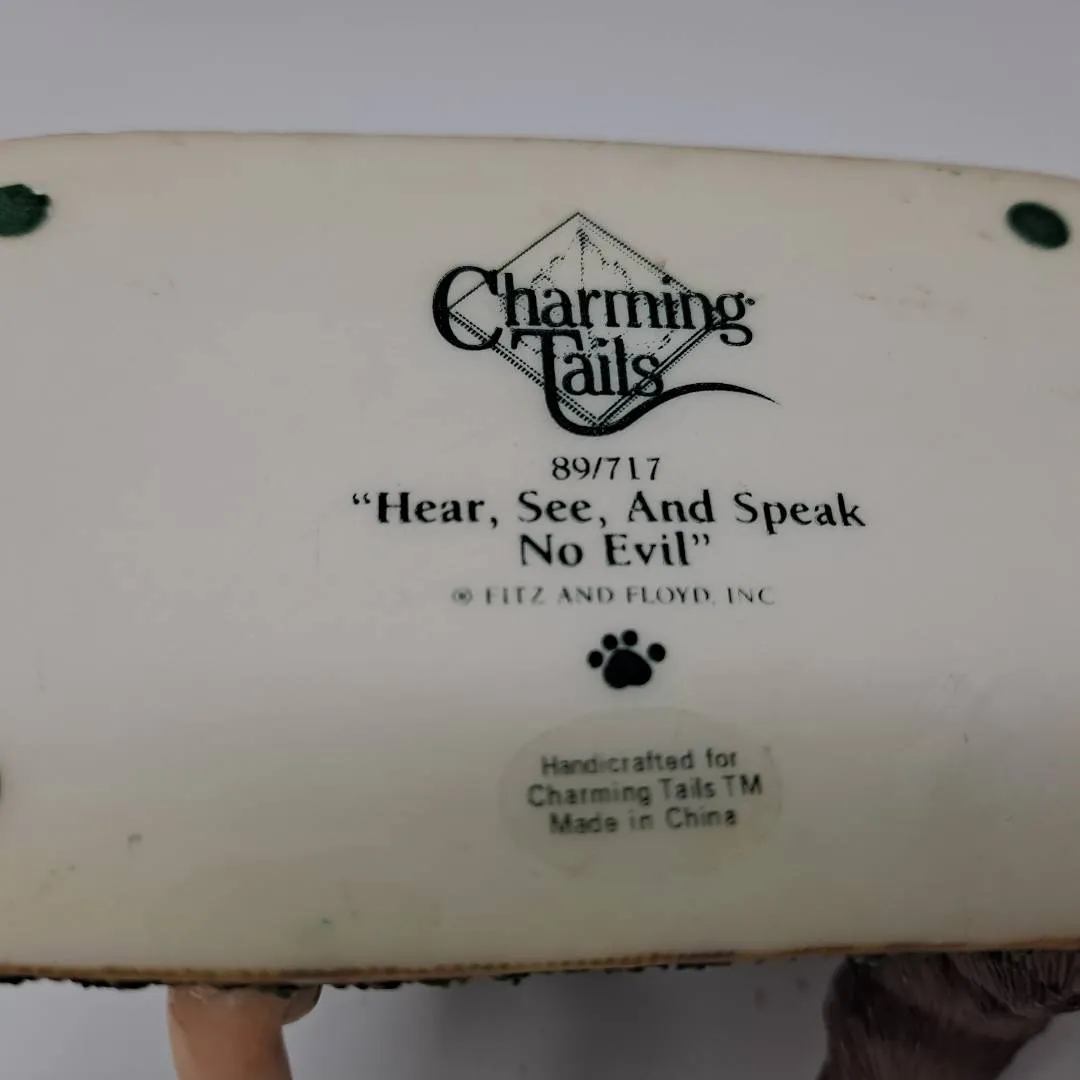 Charming
Tails
89/717
“Hear, See, And Speak
No Evil”
® FITZ AND FLOYD, INC
Handicrafted for
Charming Tails TM
Made in China